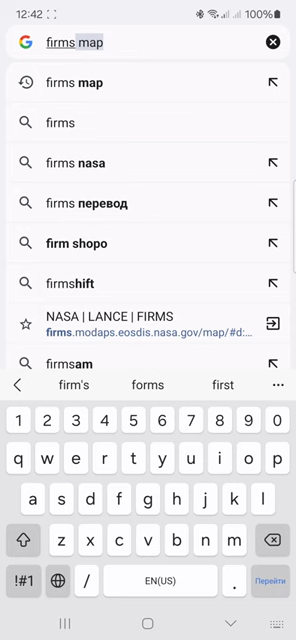 12:42 100%
firms map
firms map
firms
firms nasa
firms перевод
firm shopo
firmshift
NASA | LANCE | FIRMS
firms.modaps.eosdis.nasa.gov/map/#d:...
firmsam
firm's forms first ...
1 2 3 4 5 6 7 8 9 0
q w e r t y u i o p
a s d f g h j k l
z x c v b n m
!#1 / EN(US) . Перейти